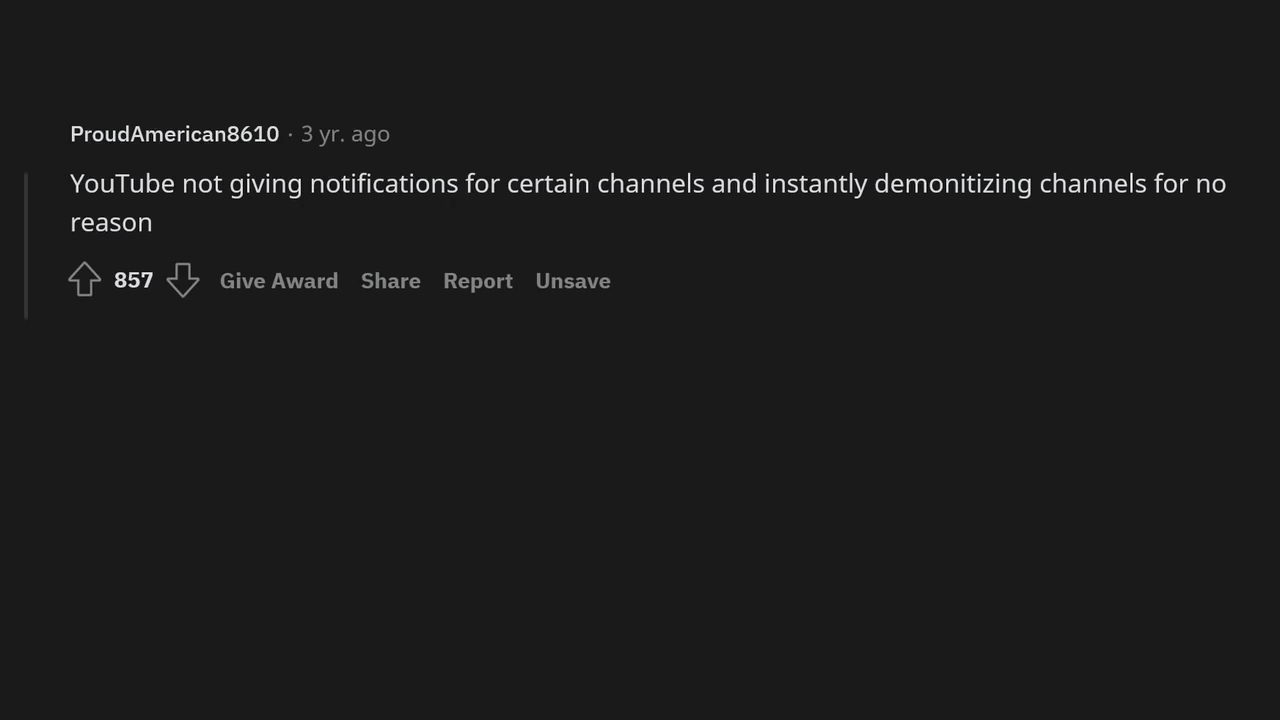 ProudAmerican8610 · 3 yr. ago
YouTube not giving notifications for certain channels and instantly demonitizing channels for no
reason
857 Give Award Share Report Unsave